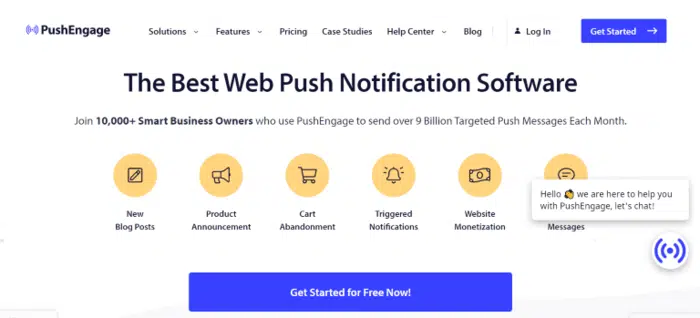 PushEngage
Solutions
Features
Pricing
Case Studies
Help Center
Blog
Log In
Get Started
The Best Web Push Notification Software
Join 10,000+ Smart Business Owners who use PushEngage to send over 9 Billion Targeted Push Messages Each Month.
New
Blog Posts
Product
Announcement
Cart
Abandonment
Triggered
Notifications
Website
Monetization
Messages
Hello 👋 we are here to help you
with PushEngage, let's chat!
Get Started for Free Now!